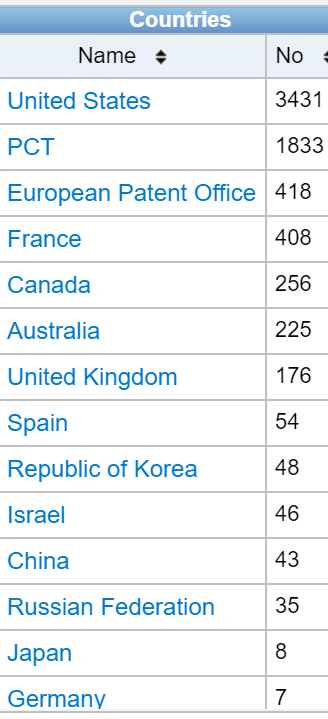 Countries
Name No
United States 3431
PCT 1833
European Patent Office 418
France 408
Canada 256
Australia 225
United Kingdom 176
Spain 54
Republic of Korea 48
Israel 46
China 43
Russian Federation 35
Japan 8
Germany 7